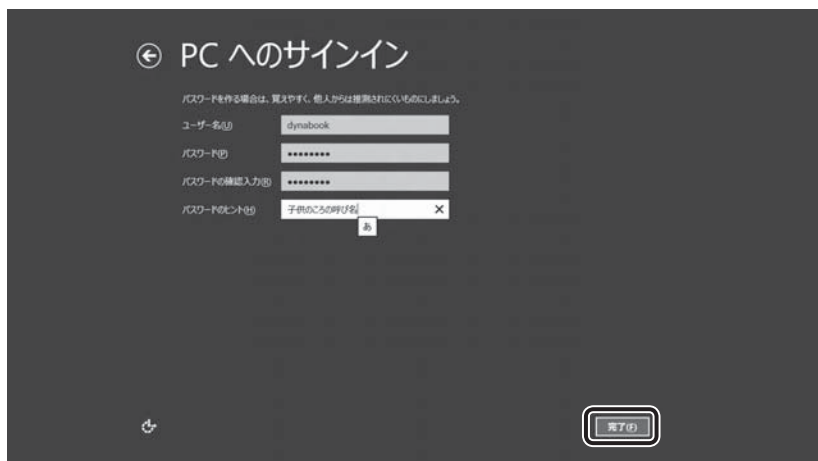 PC へのサインイン
パスワードを作る場合は、覚えやすく、他人からは推測されにくいものにしましょう。
ユーザー名(U)
dynabook
パスワード(P)
••••••••
パスワードの確認入力(R)
••••••••
パスワードのヒント(H)
子供のころの呼び名
あ
完了(F)